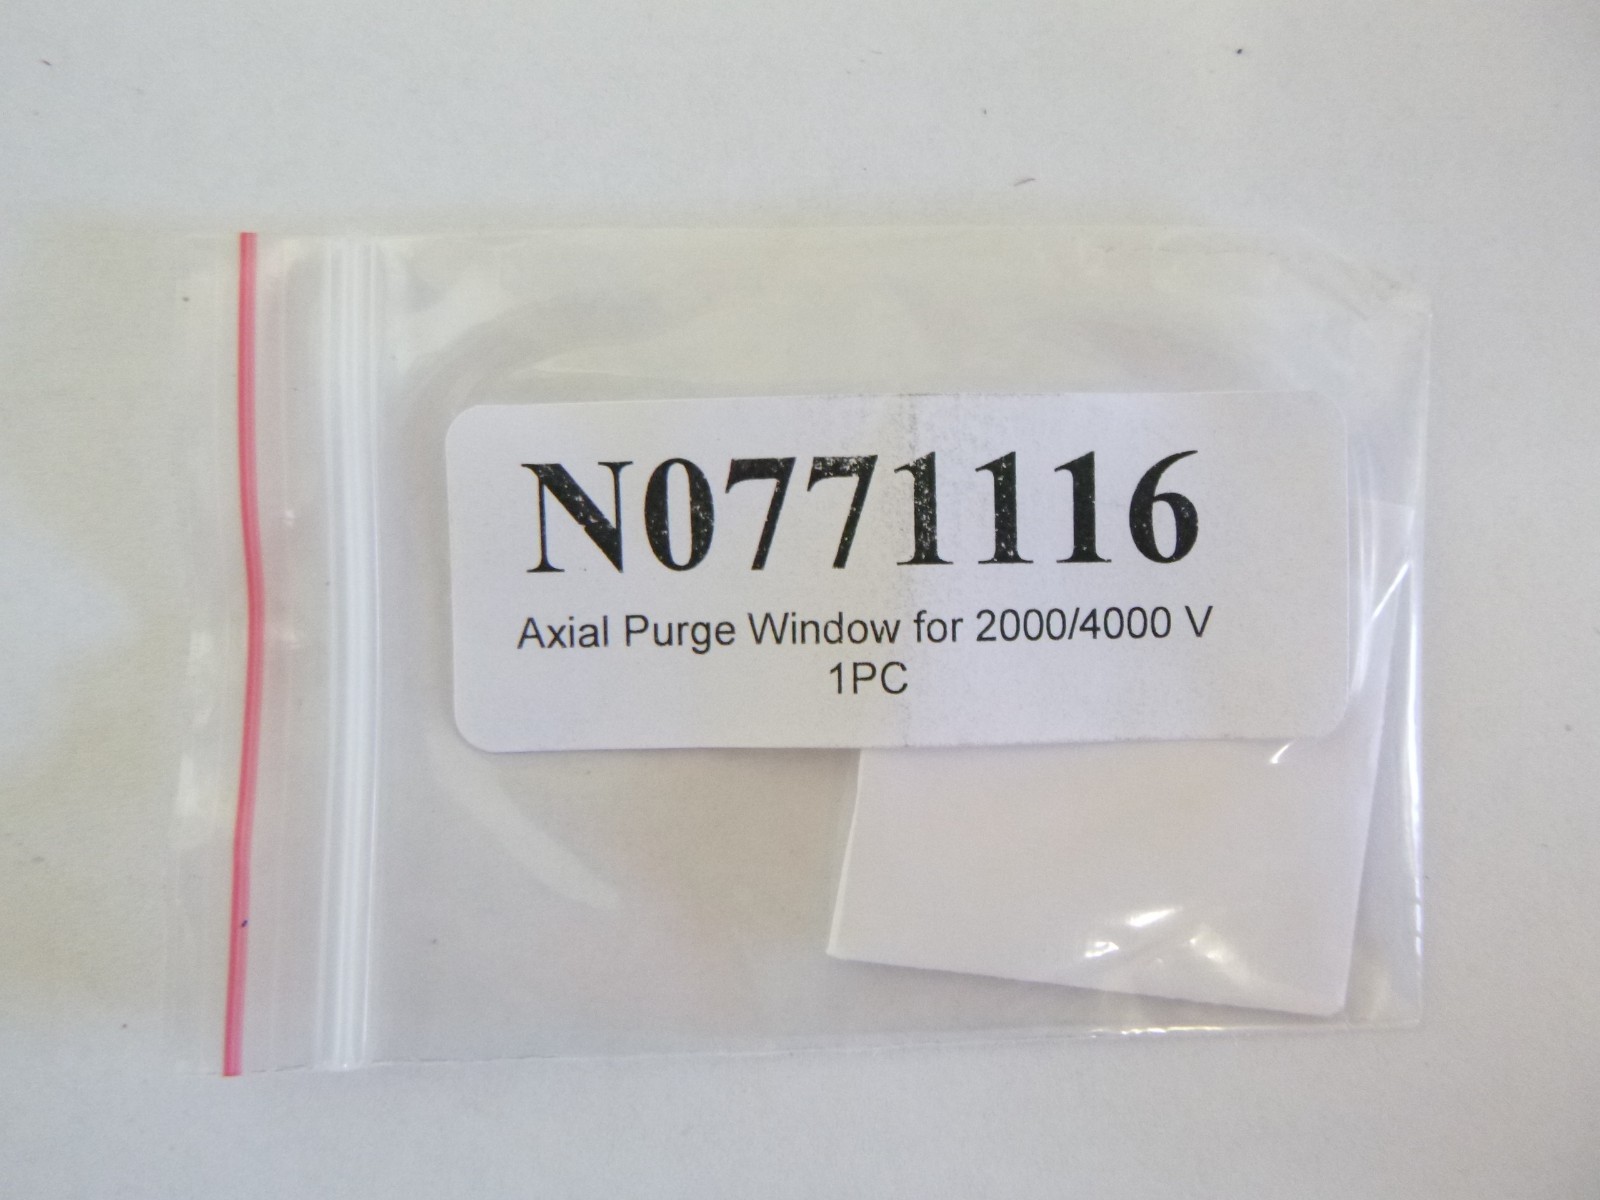 N0771116
Axial Purge Window for 2000/4000 V
1PC